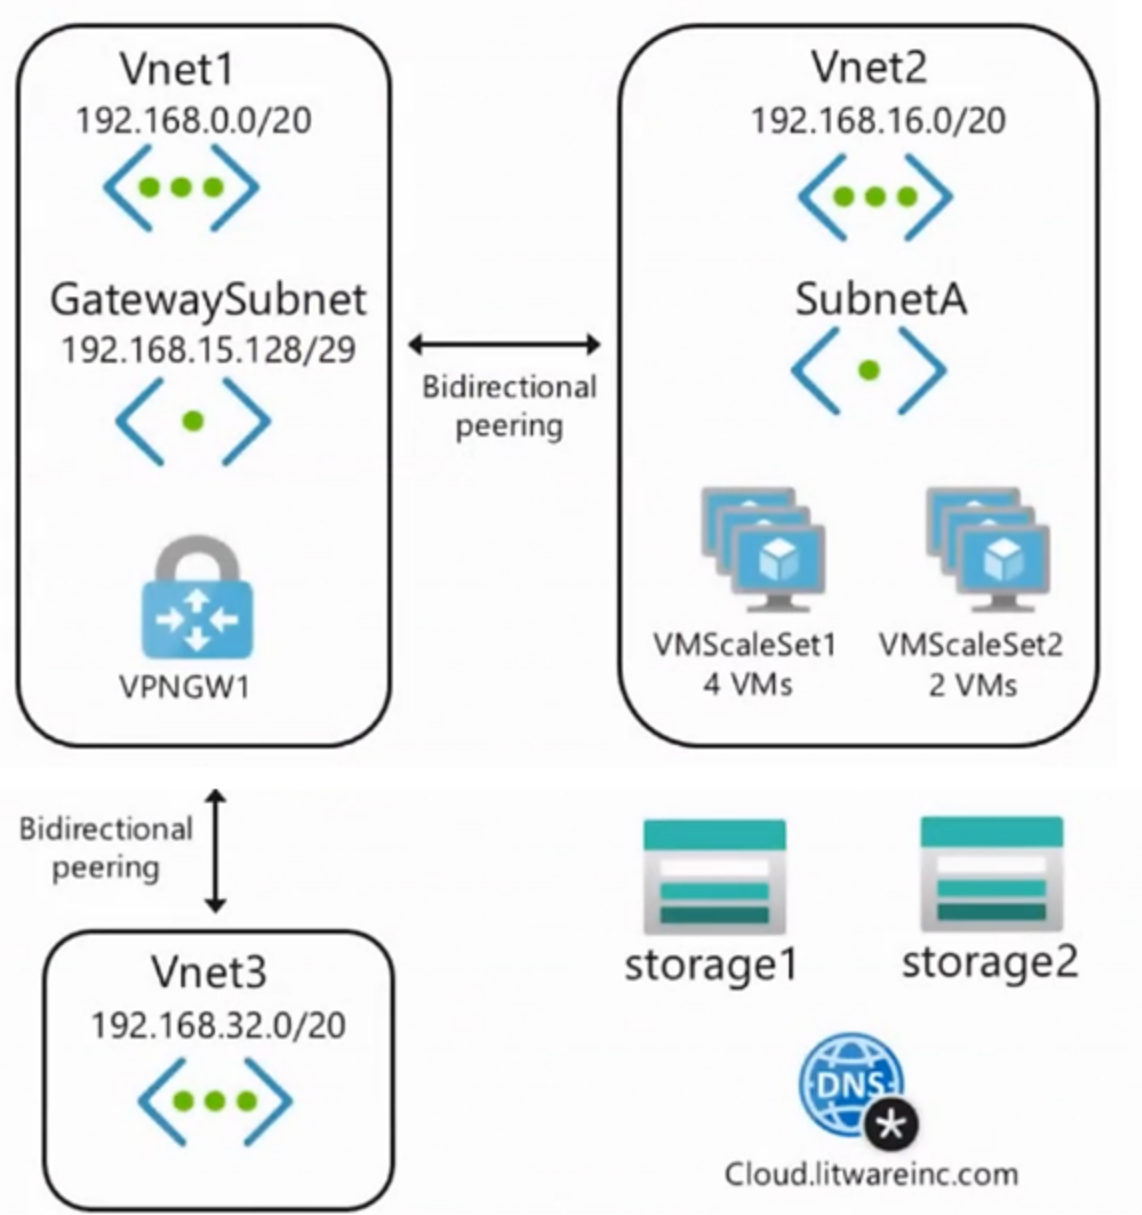 Vnet1
192.168.0.0/20
GatewaySubnet
192.168.15.128/29
VPNGW1
Bidirectional
peering
Vnet2
192.168.16.0/20
SubnetA
VMScaleSet1
4 VMs
VMScaleSet2
2 VMs
Bidirectional
peering
Vnet3
192.168.32.0/20
storage1
storage2
DNS
*
Cloud.litwareinc.com